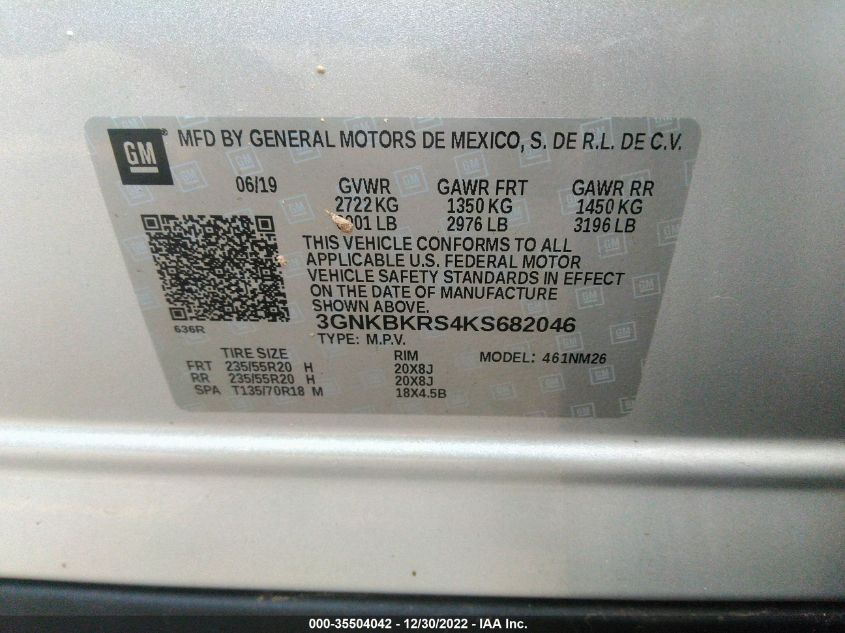 GM ® MFD BY GENERAL MOTORS DE MEXICO, S. DE R.L. DE C.V.
06/19 GVWR GAWR FRT GAWR RR
2722 KG 1350 KG 1450 KG
001 LB 2976 LB 3196 LB
THIS VEHICLE CONFORMS TO ALL
APPLICABLE U.S. FEDERAL MOTOR
VEHICLE SAFETY STANDARDS IN EFFECT
ON THE DATE OF MANUFACTURE
SHOWN ABOVE.
636R 3GNKBKRS4KS682046
TYPE: M.P.V.
TIRE SIZE RIM MODEL: 461NM26
FRT 235/55R20 H 20X8J
RR 235/55R20 H 20X8J
SPA T135/70R18 M 18X4.5B
000-35504042 - 12/30/2022 - IAA Inc.